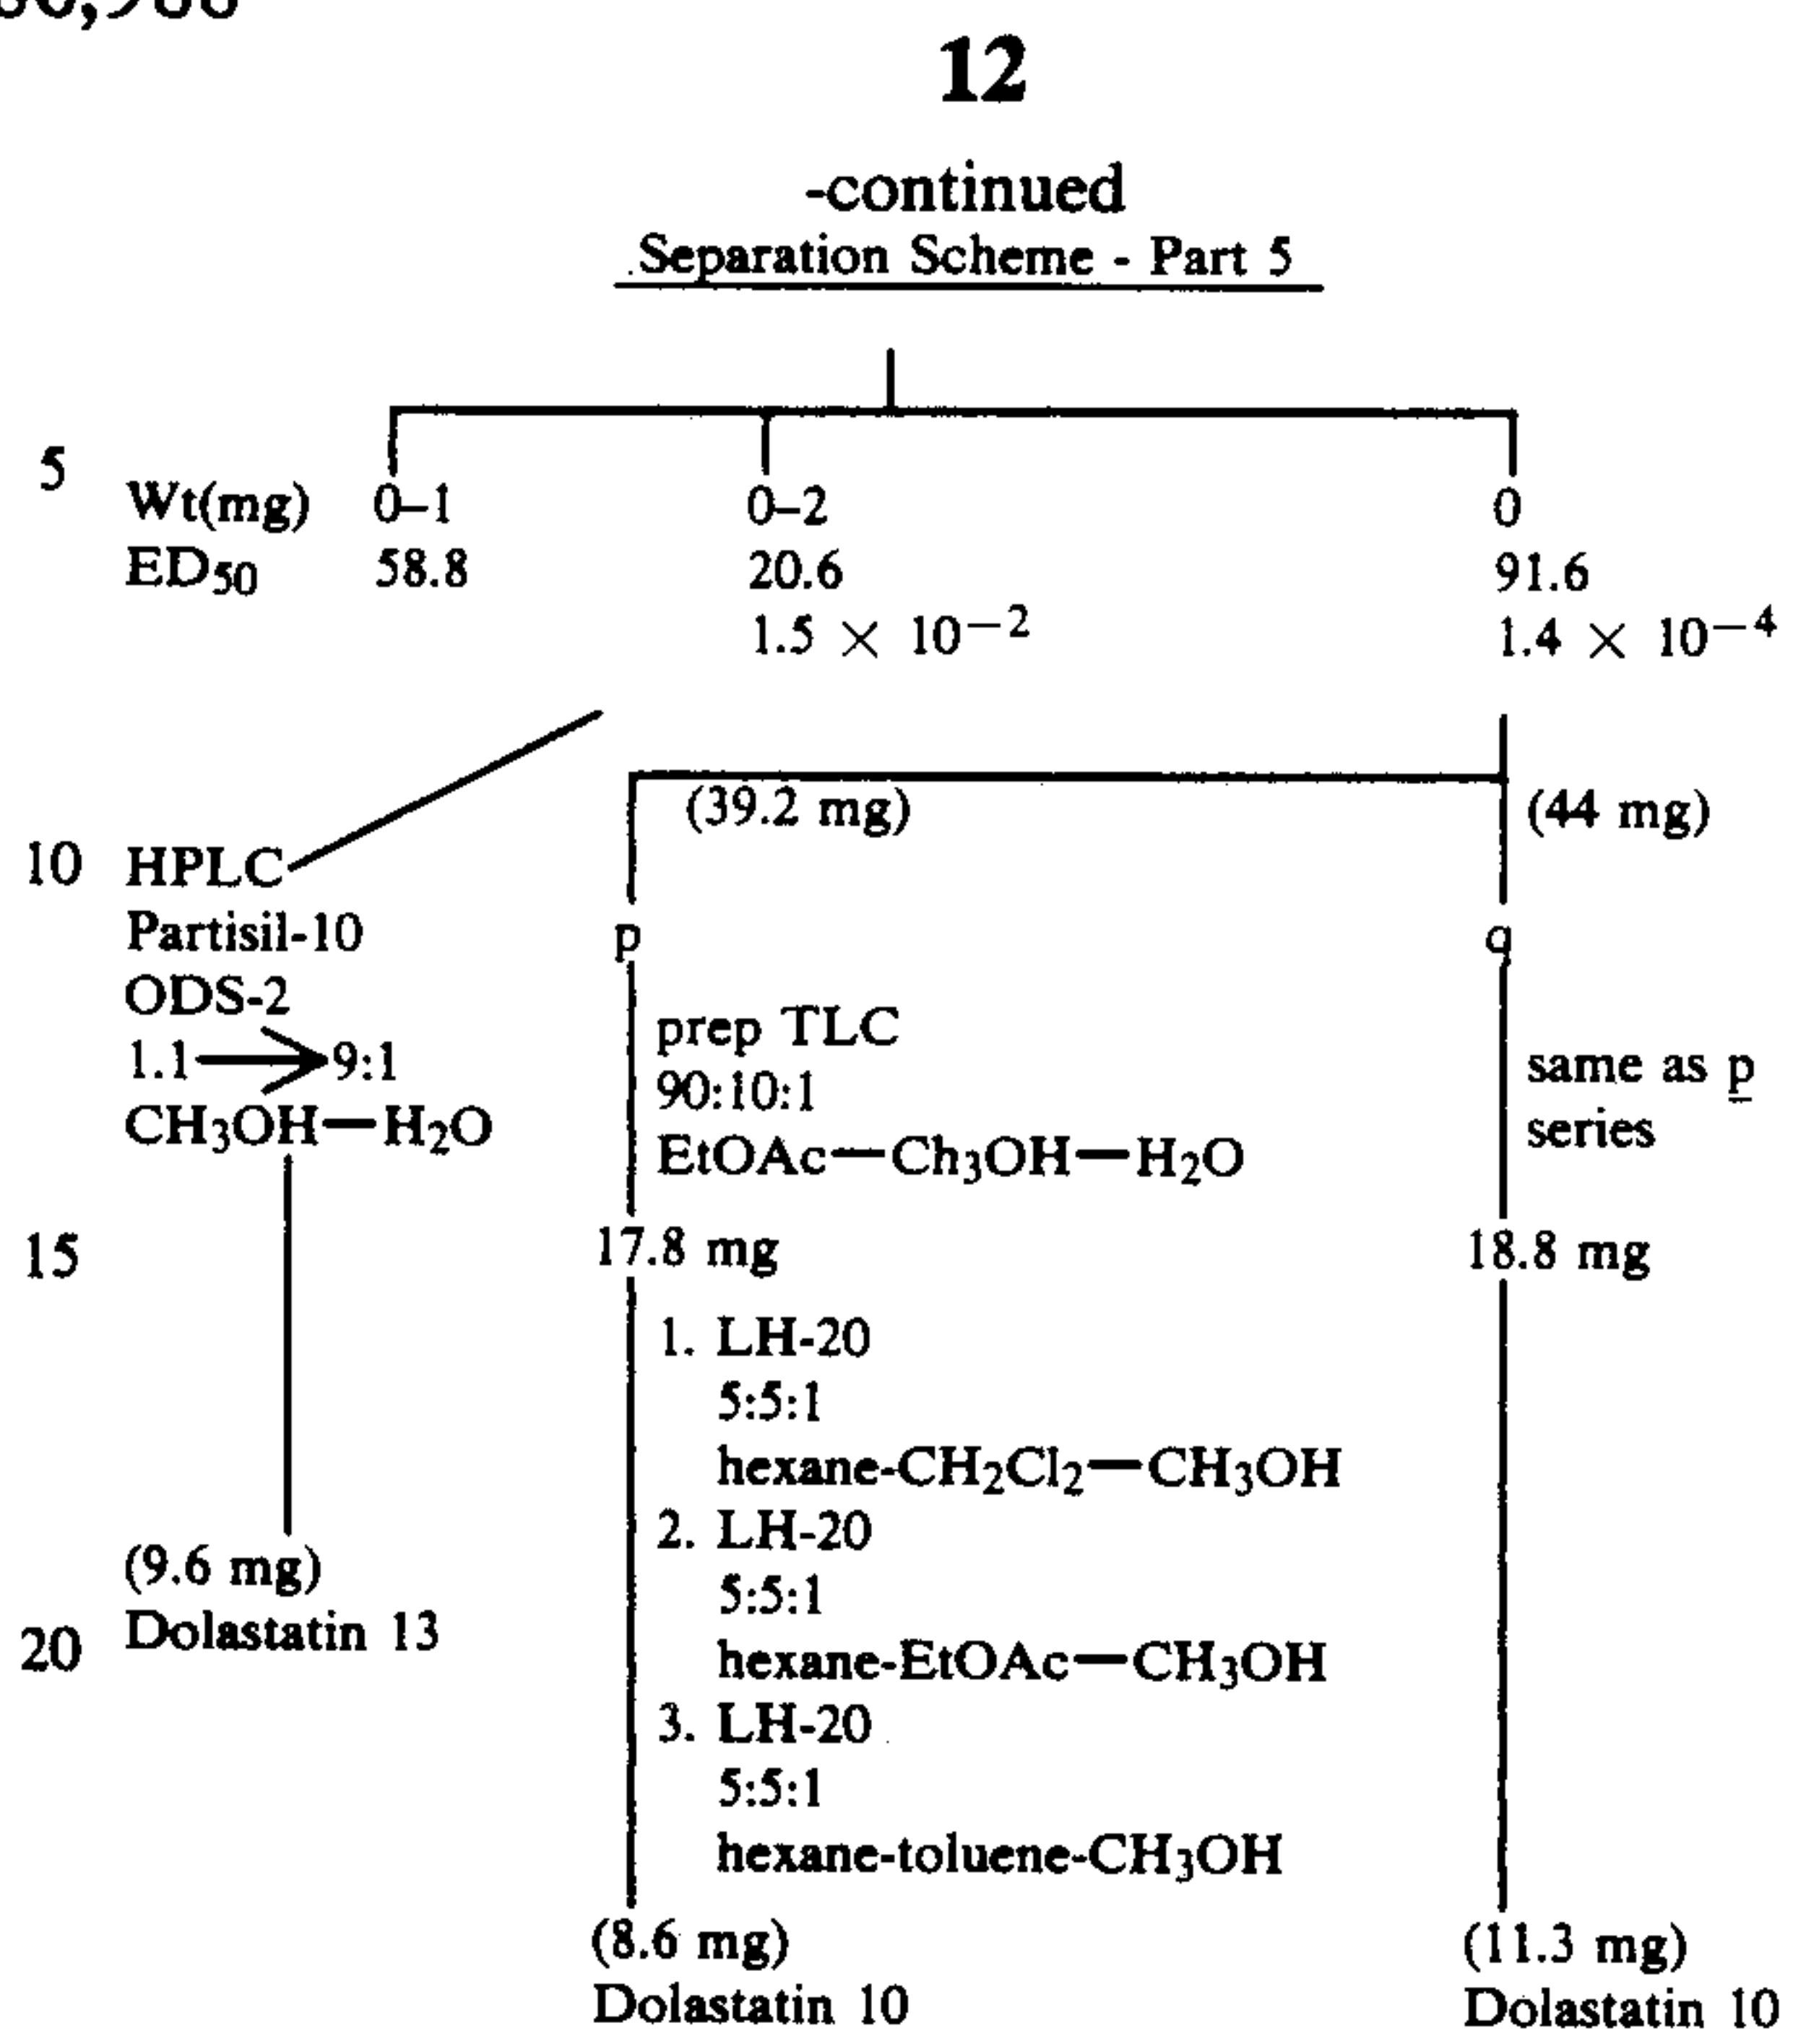 12
-continued
Separation Scheme - Part 5
5
Wt(mg) 0–1 0–2 0
ED50 58.8 20.6 91.6
1.5 × 10−2 1.4 × 10−4
(39.2 mg) (44 mg)
10 HPLC
Partisil-10 p q
ODS-2
prep TLC
1.1 9:1 90:10:1 same as p
CH3OH—H2O EtOAc—Ch3OH—H2O series
15 17.8 mg 18.8 mg
1. LH-20
5:5:1
hexane-CH2Cl2—CH3OH
2. LH-20
(9.6 mg) 5:5:1
20 Dolastatin 13
hexane-EtOAc—CH3OH
3. LH-20
5:5:1
hexane-toluene-CH3OH
(8.6 mg) (11.3 mg)
Dolastatin 10 Dolastatin 10